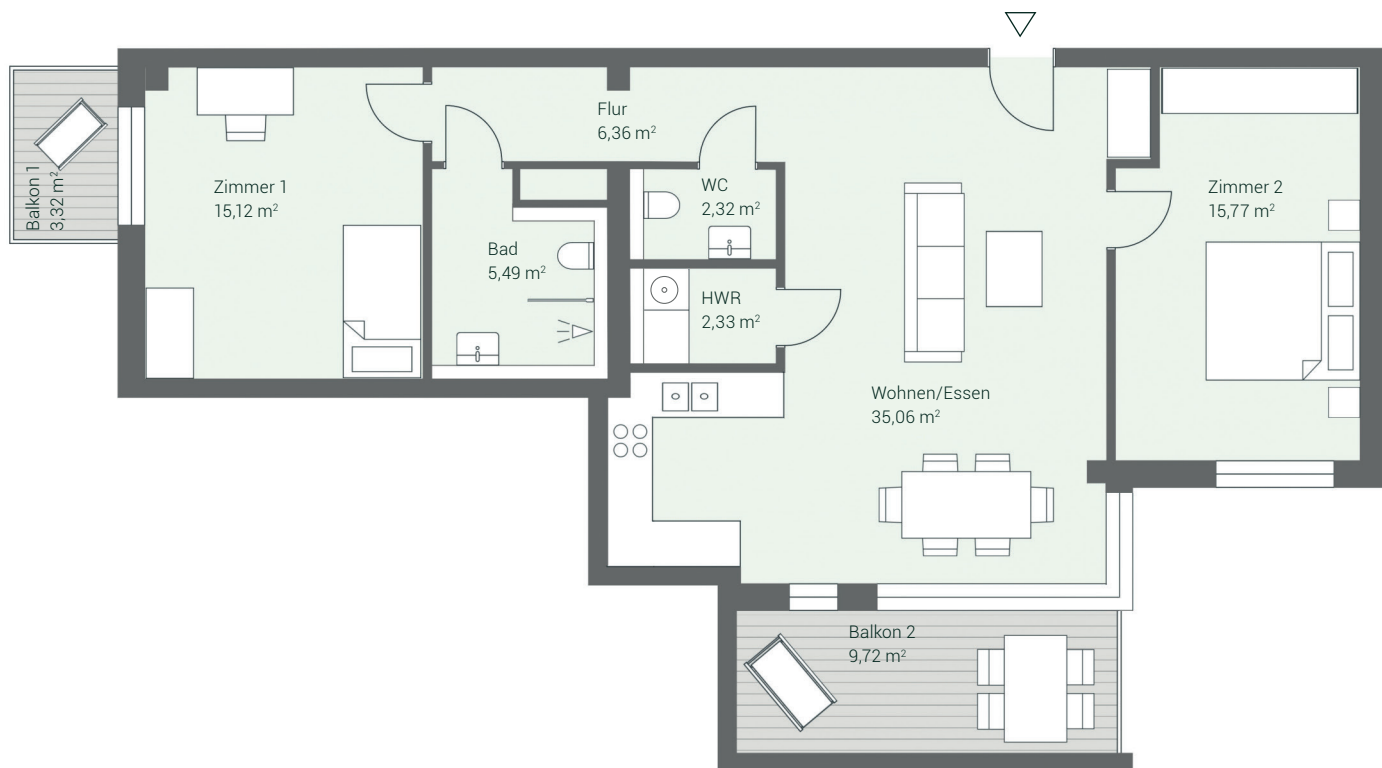 Flur
6,36 m²
Balkon 1
3,32 m²
Zimmer 1
15,12 m²
WC
2,32 m²
Zimmer 2
15,77 m²
Bad
5,49 m²
HWR
2,33 m²
Wohnen/Essen
35,06 m²
Balkon 2
9,72 m²